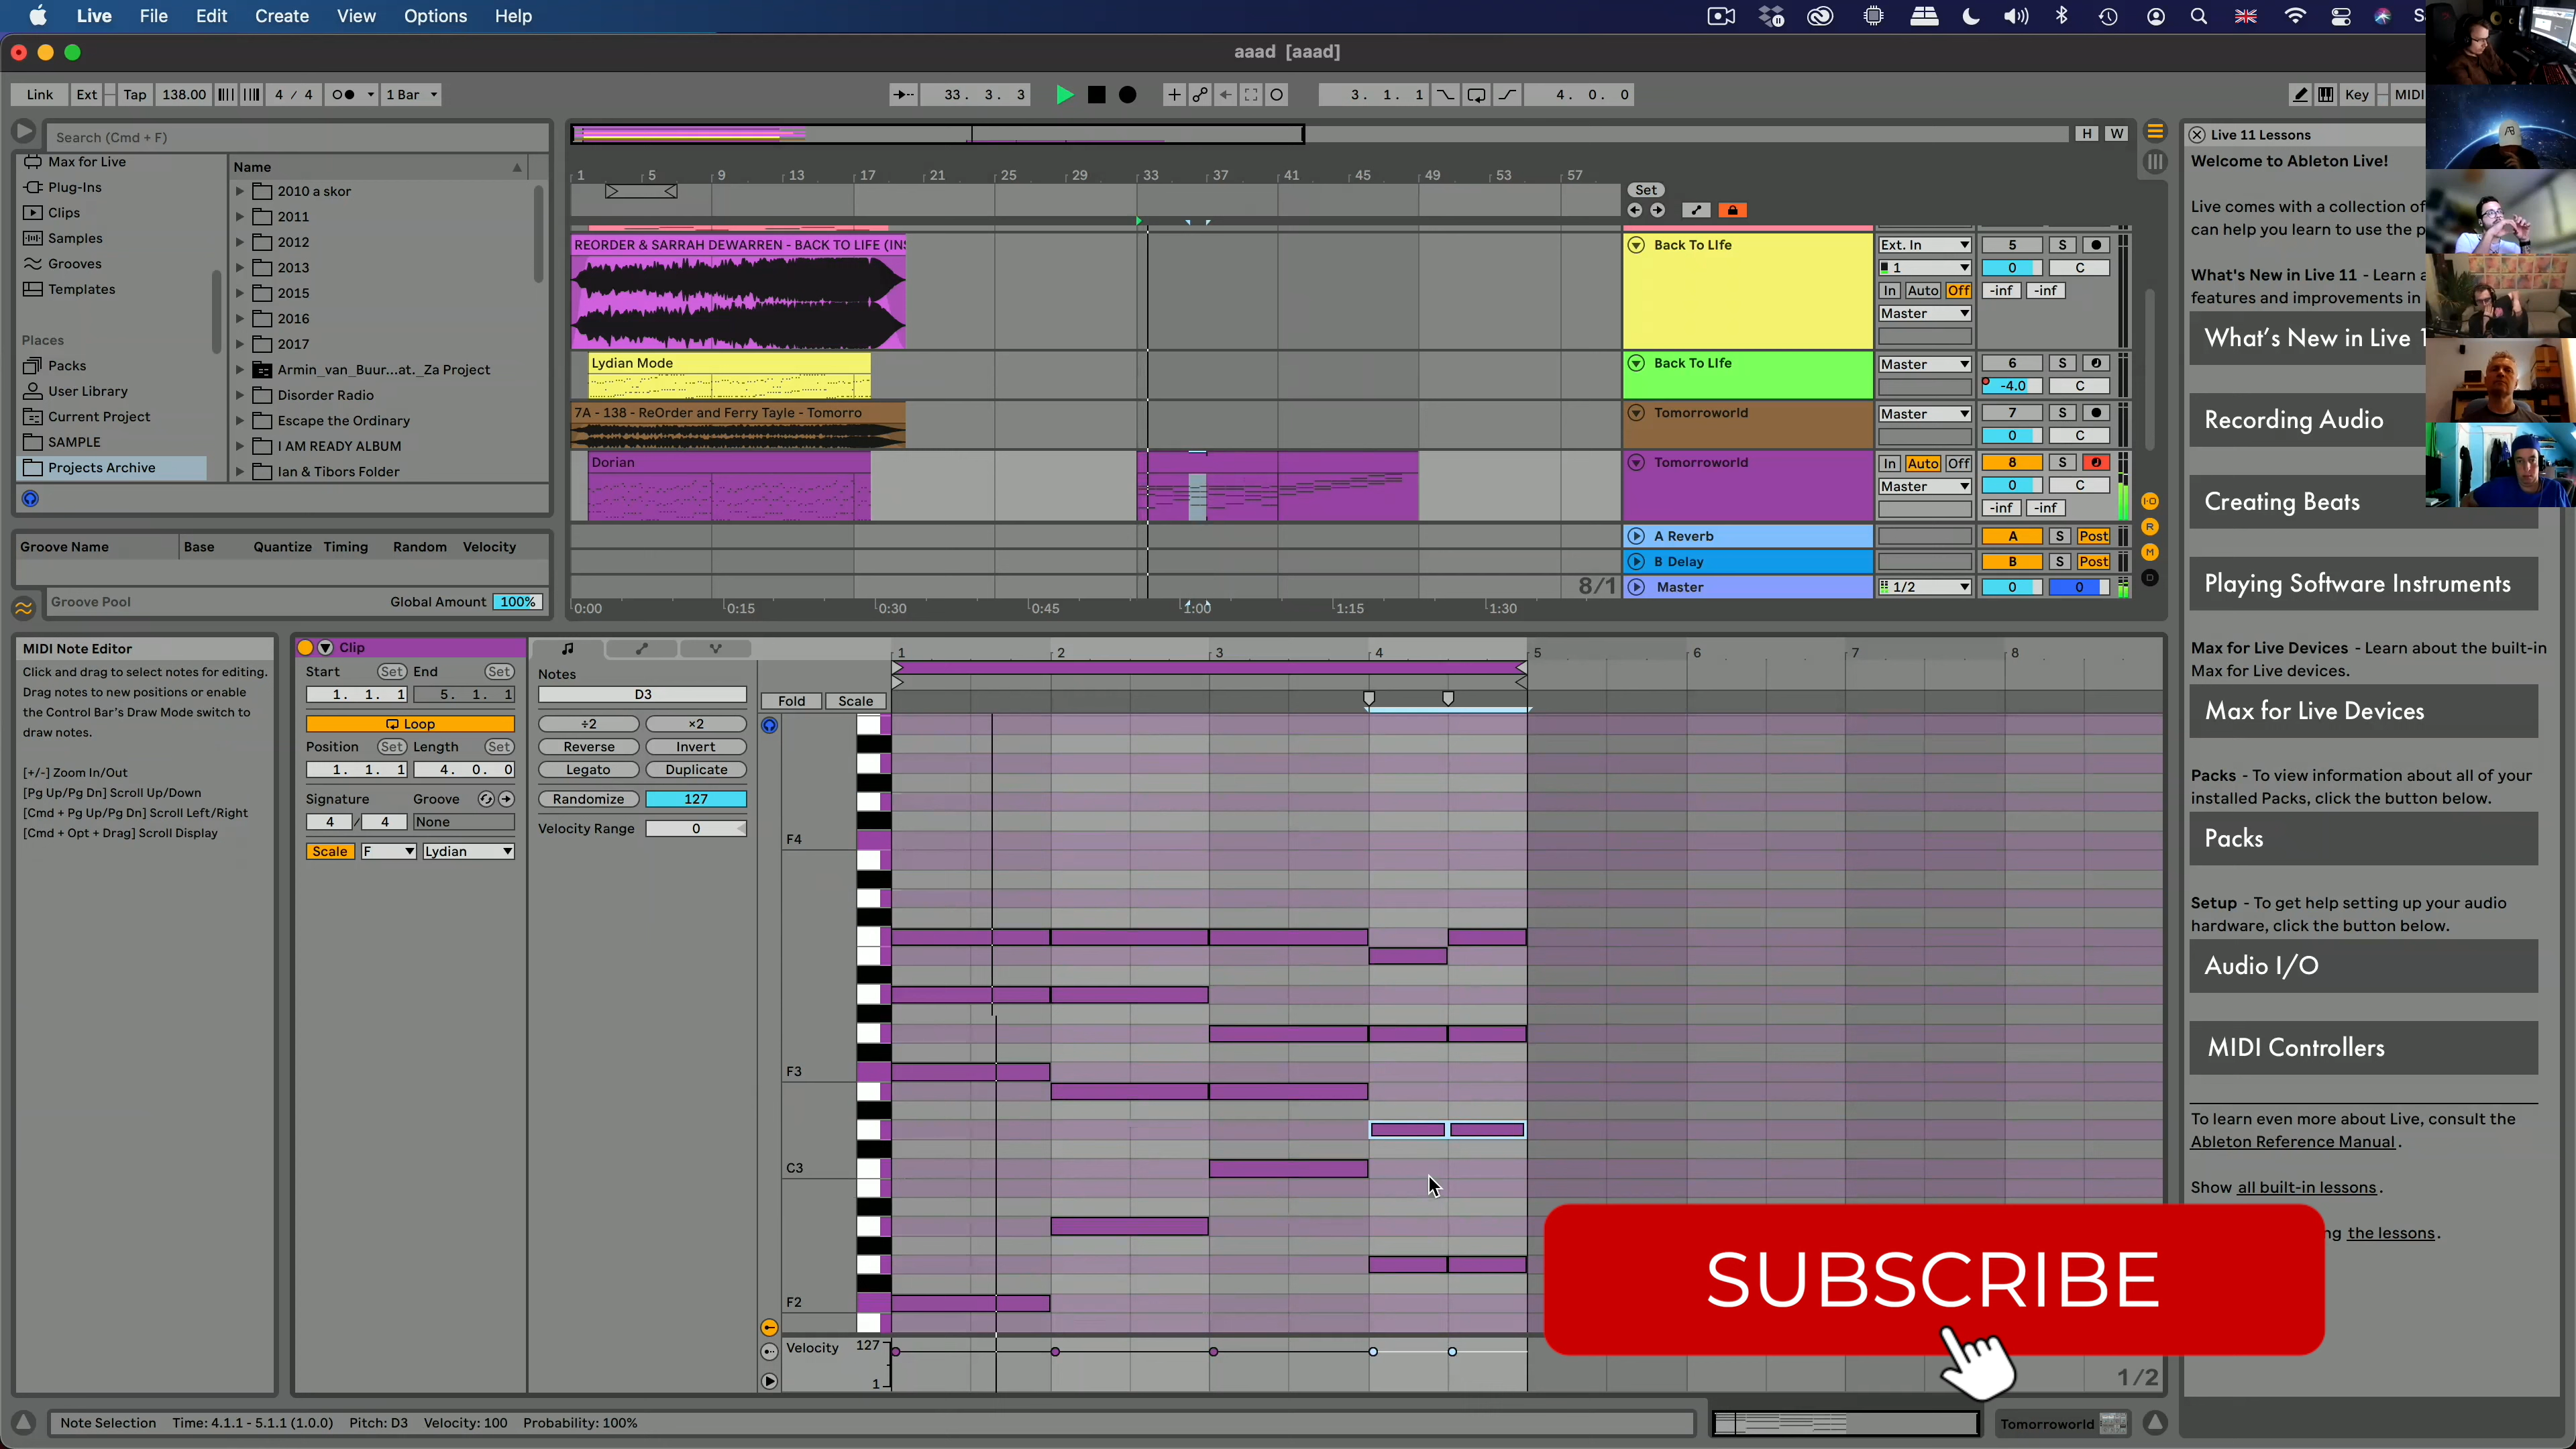 Live File Edit Create View Options Help
aaad [aaad]
Link Ext Tap 138.00 4 / 4 1 Bar 33. 3. 3 3. 1. 1 4. 0. 0 Key MIDI
Search (Cmd + F)
Max for Live
Plug-Ins
Clips
Samples
Grooves
Templates
Places
Packs
User Library
Current Project
SAMPLE
Projects Archive
Name
2010 a skor
2011
2012
2013
2015
2016
2017
Armin_van_Buur...at._Za Project
Disorder Radio
Escape the Ordinary
I AM READY ALBUM
Ian & Tibors Folder
Groove Name Base Quantize Timing Random Velocity
Groove Pool Global Amount 100%
H W
1 5 9 13 17 21 25 29 33 37 41 45 49 53 57
Set
REORDER & SARRAH DEWARREN - BACK TO LIFE (INS
Lydian Mode
7A - 138 - ReOrder and Ferry Tayle - Tomorro
Dorian
0:00 0:15 0:30 0:45 1:00 1:15 1:30
8/1
Back To LIfe Ext. In 5 S
1 0 C
In Auto Off -inf -inf
Master
Back To LIfe Master 6 S
-4.0 C
Tomorroworld Master 7 S
0 C
Tomorroworld In Auto Off 8 S
Master 0 C
-inf -inf
A Reverb A S Post
B Delay B S Post
Master 1/2 0 0
I·O
R
M
D
Live 11 Lessons
Welcome to Ableton Live!
Live comes with a collection of
can help you learn to use the p
What's New in Live 11 - Learn a
features and improvements in
What's New in Live 1
Recording Audio
Creating Beats
Playing Software Instruments
Max for Live Devices - Learn about the built-in
Max for Live devices.
Max for Live Devices
Packs - To view information about all of your
installed Packs, click the button below.
Packs
Setup - To get help setting up your audio
hardware, click the button below.
Audio I/O
MIDI Controllers
To learn even more about Live, consult the
Ableton Reference Manual.
Show all built-in lessons.
ng the lessons.
MIDI Note Editor
Click and drag to select notes for editing.
Drag notes to new positions or enable
the Control Bar's Draw Mode switch to
draw notes.
[+/-] Zoom In/Out
[Pg Up/Pg Dn] Scroll Up/Down
[Cmd + Pg Up/Pg Dn] Scroll Left/Right
[Cmd + Opt + Drag] Scroll Display
Clip
Start Set End Set
1. 1. 1 5. 1. 1
Loop
Position Set Length Set
1. 1. 1 4. 0. 0
Signature Groove
4 / 4 None
Scale F Lydian
Notes
D3
÷2 ×2
Reverse Invert
Legato Duplicate
Randomize 127
Velocity Range 0
1 2 3 4 5 6 7 8
Fold Scale
F4
F3
C3
F2
Velocity 127
1
1/2
SUBSCRIBE
Note Selection Time: 4.1.1 - 5.1.1 (1.0.0) Pitch: D3 Velocity: 100 Probability: 100%
Tomorroworld